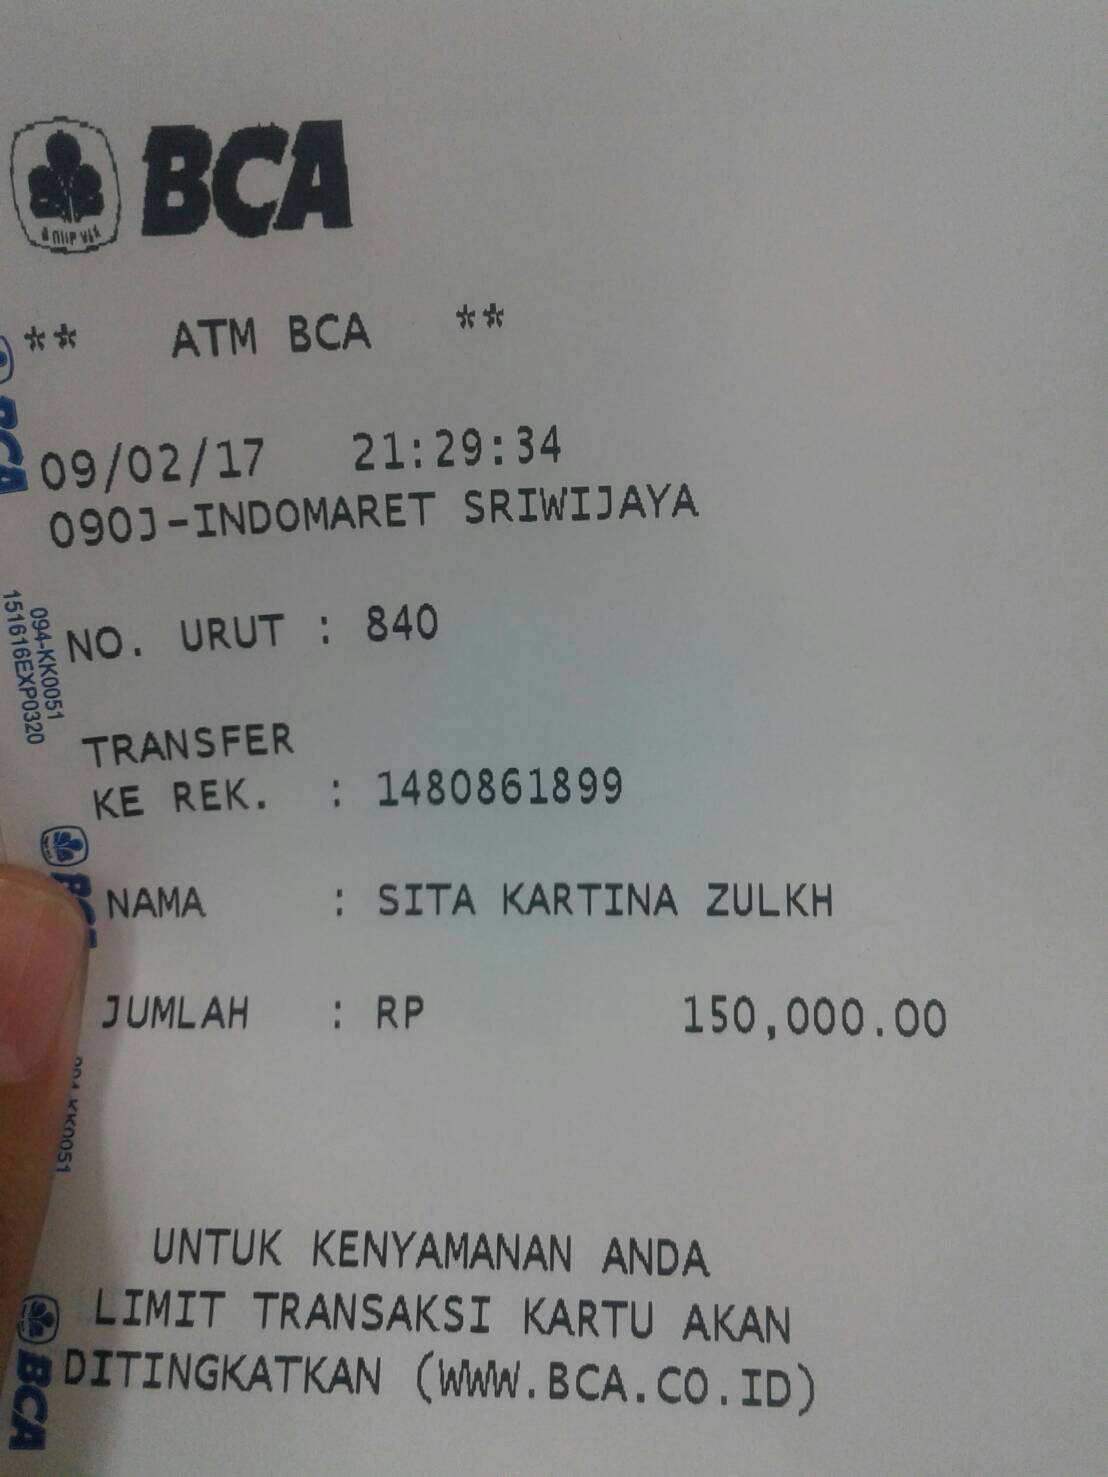 BCA
** ATM BCA **
09/02/17 21:29:34
090J-INDOMARET SRIWIJAYA
NO. URUT : 840
TRANSFER
KE REK. : 1480861899
NAMA : SITA KARTINA ZULKH
JUMLAH : RP 150,000.00
UNTUK KENYAMANAN ANDA
LIMIT TRANSAKSI KARTU AKAN
DITINGKATKAN (WWW.BCA.CO.ID)
BCA
094-KK0051
151616EXP0320
BCA